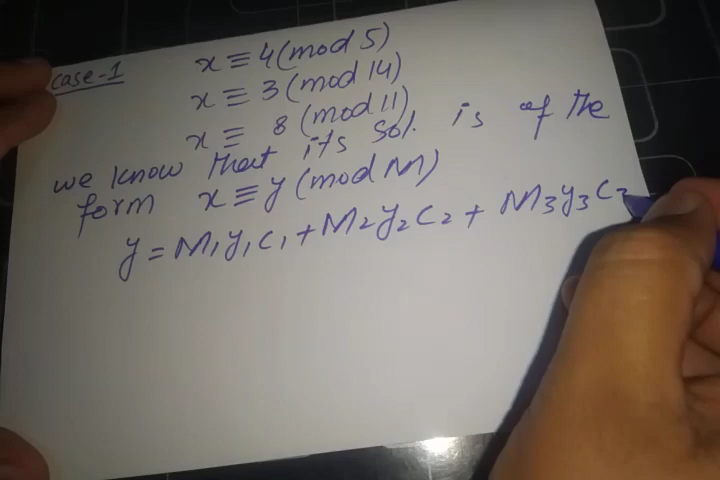 case-1
x ≡ 4 (mod 5)
x ≡ 3 (mod 14)
x ≡ 8 (mod 11)
we know that its sol. is of the
form x ≡ y (mod M)
y = M₁y₁c₁ + M₂y₂c₂ + M₃y₃c₃